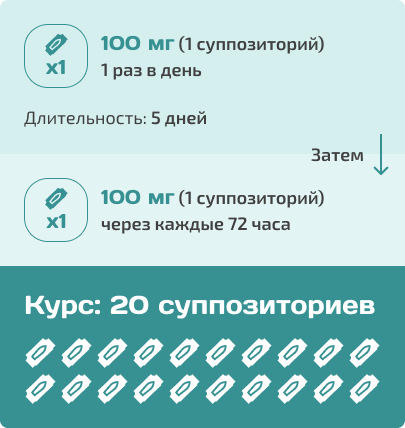 x1
100 мг (1 суппозиторий)
1 раз в день
Длительность: 5 дней
Затем
x1
100 мг (1 суппозиторий)
через каждые 72 часа
Курс: 20 суппозиториев